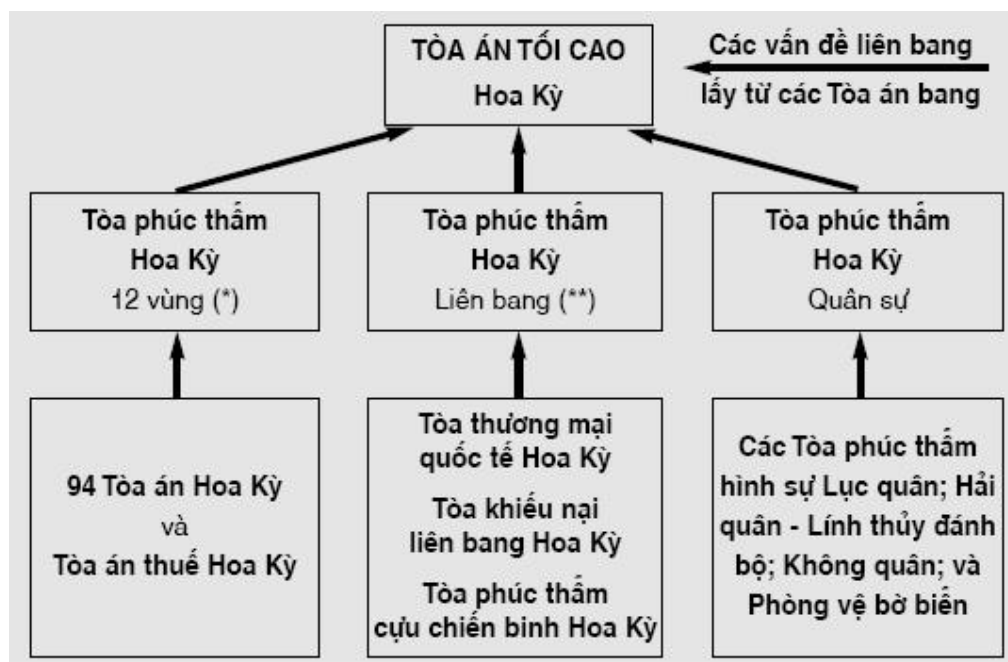 TÒA ÁN TỐI CAO
Hoa Kỳ
Các vấn đề liên bang
lấy từ các Tòa án bang
Tòa phúc thẩm
Hoa Kỳ
12 vùng (*)
Tòa phúc thẩm
Hoa Kỳ
Liên bang (**)
Tòa phúc thẩm
Hoa Kỳ
Quân sự
94 Tòa án Hoa Kỳ
và
Tòa án thuế Hoa Kỳ
Tòa thương mại
quốc tế Hoa Kỳ
Tòa khiếu nại
liên bang Hoa Kỳ
Tòa phúc thẩm
cựu chiến binh Hoa Kỳ
Các Tòa phúc thẩm
hình sự Lục quân; Hải
quân - Lính thủy đánh
bộ; Không quân; và
Phòng vệ bờ biển